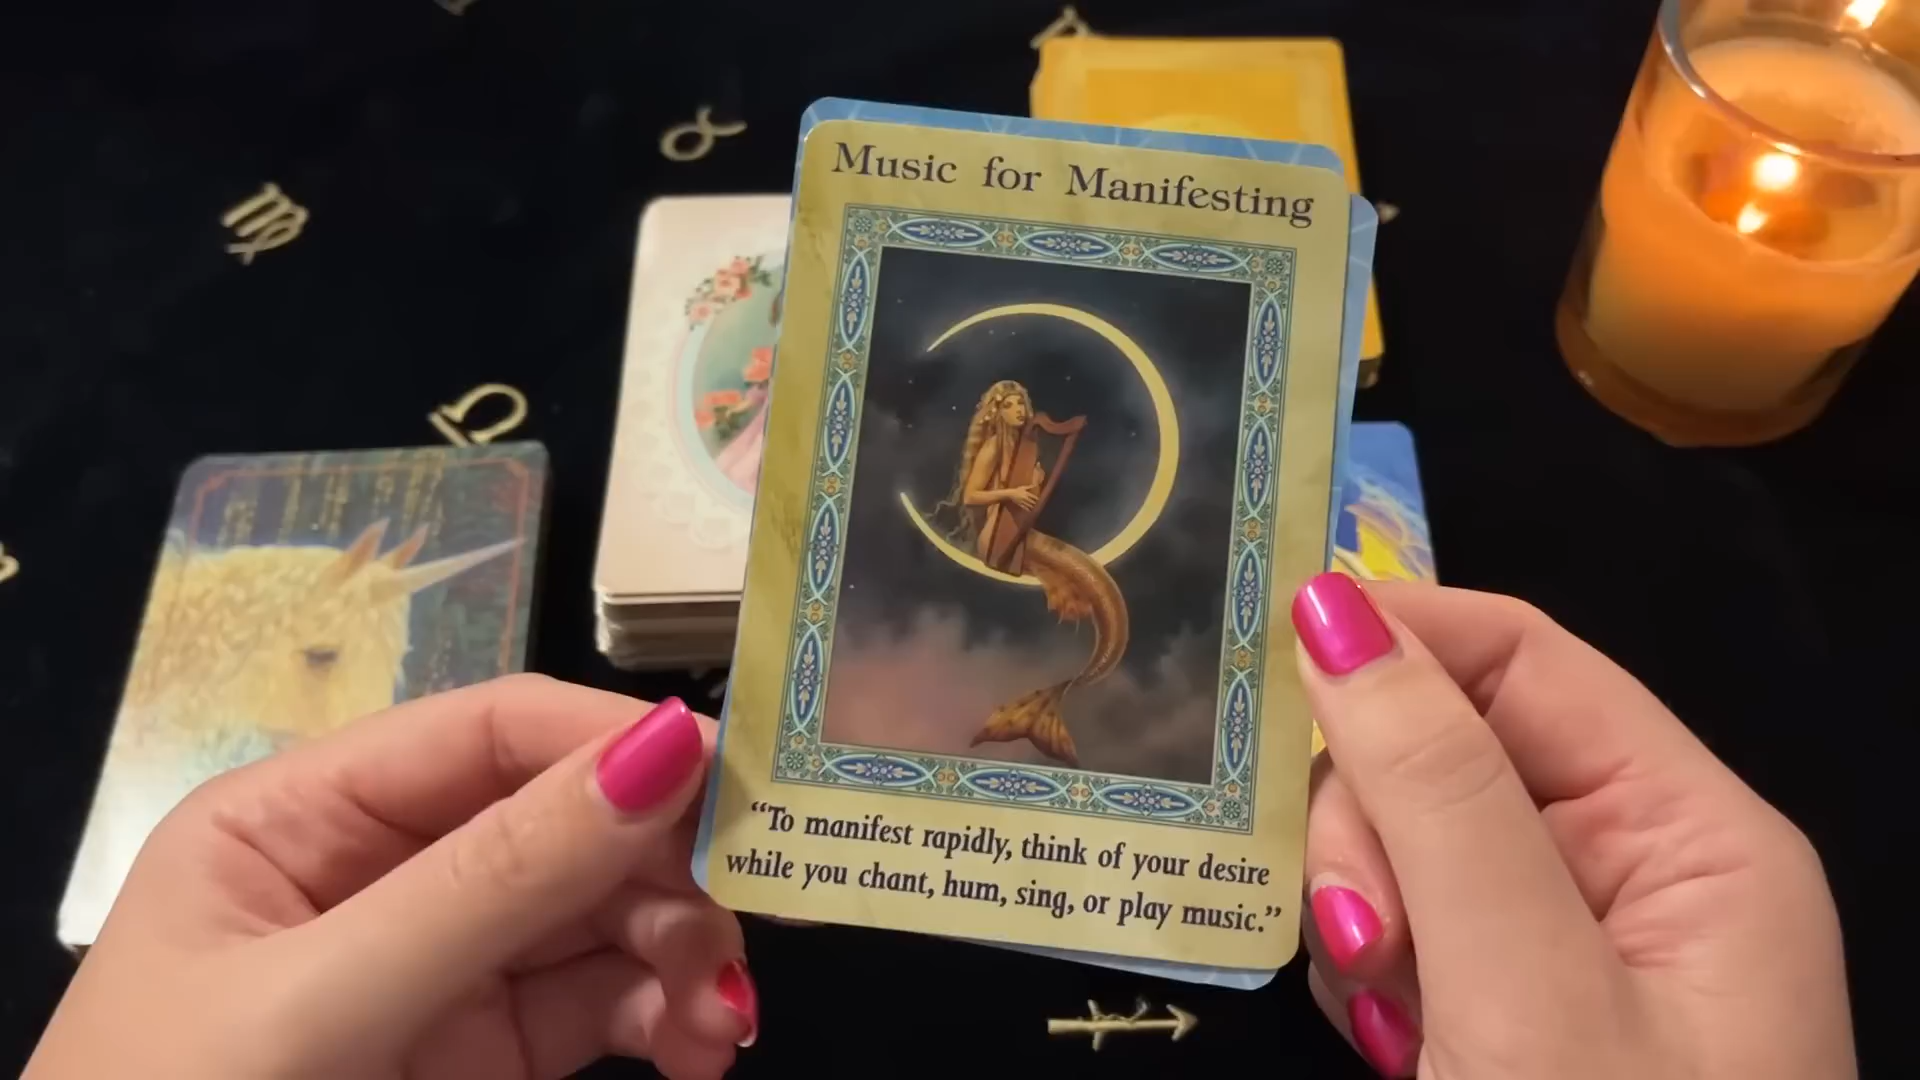 Music for Manifesting
“To manifest rapidly, think of your desire
while you chant, hum, sing, or play music.”